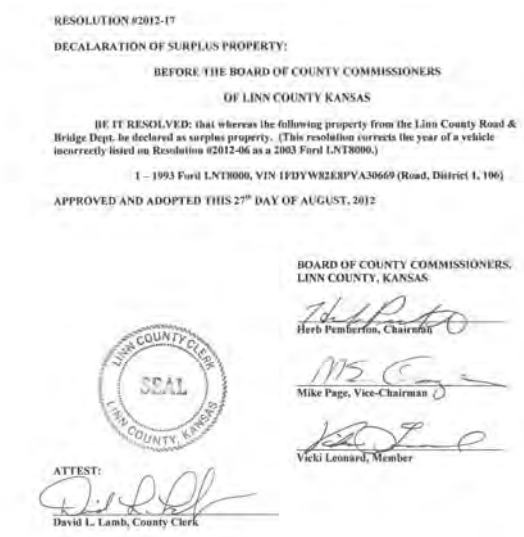 RESOLUTION #2012-17
DECALARATION OF SURPLUS PROPERTY:
BEFORE THE BOARD OF COUNTY COMMISSIONERS
OF LINN COUNTY KANSAS
BE IT RESOLVED: that whereas the following property from the Linn County Road &
Bridge Dept. be declared as surplus property. (This resolution corrects the year of a vehicle
incorrectly listed on Resolution #2012-06 as a 2003 Ford LNT8000.)
1 – 1993 Ford LNT8000, VIN 1FDYW82E8PVA30669 (Road, District 1, 106)
APPROVED AND ADOPTED THIS 27th DAY OF AUGUST, 2012
BOARD OF COUNTY COMMISSIONERS,
LINN COUNTY, KANSAS
Herb Pemberton, Chairman
LINN COUNTY CLERK
SEAL
LINN COUNTY, KANSAS
Mike Page, Vice-Chairman
Vicki Leonard, Member
ATTEST:
David L. Lamb, County Clerk